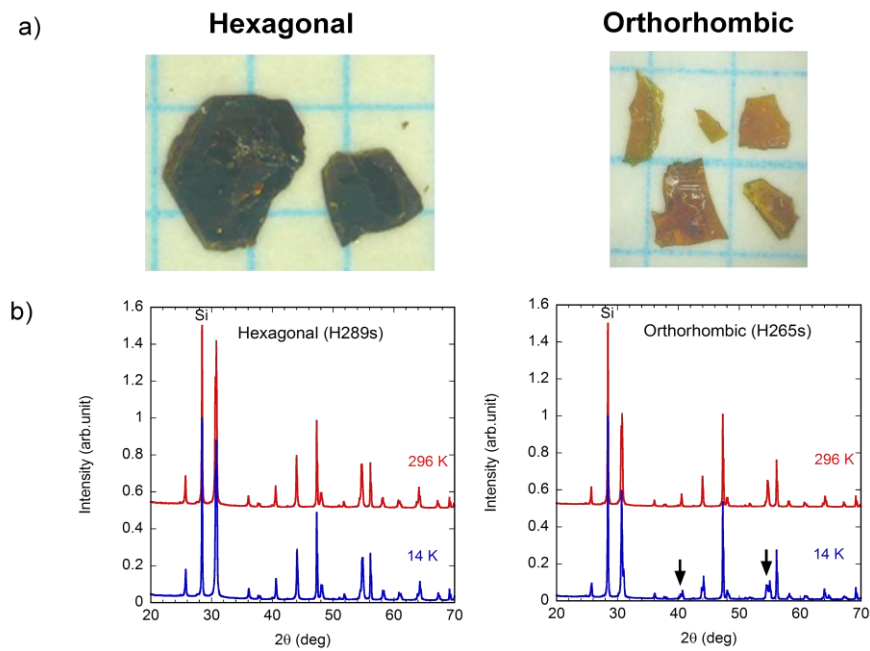 a)
Hexagonal
Orthorhombic
b)
1.6
1.4
1.2
1
0.8
0.6
0.4
0.2
0
Intensity (arb.unit)
Si
Hexagonal (H289s)
296 K
14 K
20 30 40 50 60 70
2θ (deg)
1.6
1.4
1.2
1
0.8
0.6
0.4
0.2
0
Intensity (arb.unit)
Si
Orthorhombic (H265s)
296 K
14 K
20 30 40 50 60 70
2θ (deg)